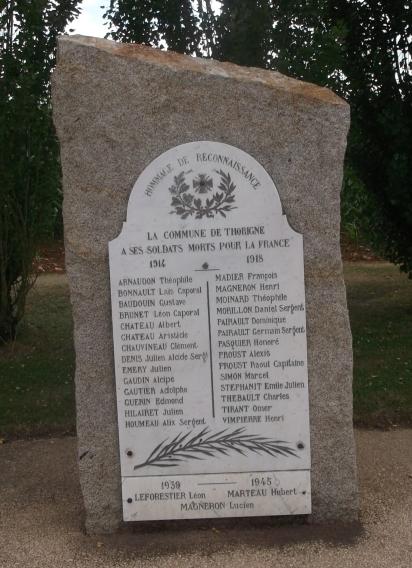 HOMMAGE DE RECONNAISSANCE
LA COMMUNE DE THORIGNE
A SES SOLDATS MORTS POUR LA FRANCE
1914 1918
ARNAUDON Théophile
BONNAULT Louis Caporal
BAUDOUIN Gustave
BRUNET Léon Caporal
CHATEAU Albert
CHATEAU Aristide
CHAUVINEAU Clément
DENIS Julien Alcide Sergt
EMERY Julien
GAUDIN Alcipe
GAUTIER Adolphe
GUERIN Edmond
HILAIRET Julien
HOUMEAU Alix Sergent
MADIER François
MAGNERON Henri
MOINARD Théophile
MORILLON Daniel Sergent
PAIRAULT Dominique
PAIRAULT Germain Sergent
PASQUIER Honoré
PROUST Alexis
PROUST Raoul Capitaine
SIMON Marcel
STEPHANIT Emile Julien
THEBAULT Charles
TIRANT Omer
VIMPIERRE Henri
1939 1945
LEFORESTIER Léon MARTEAU Hubert
MAGNERON Lucien